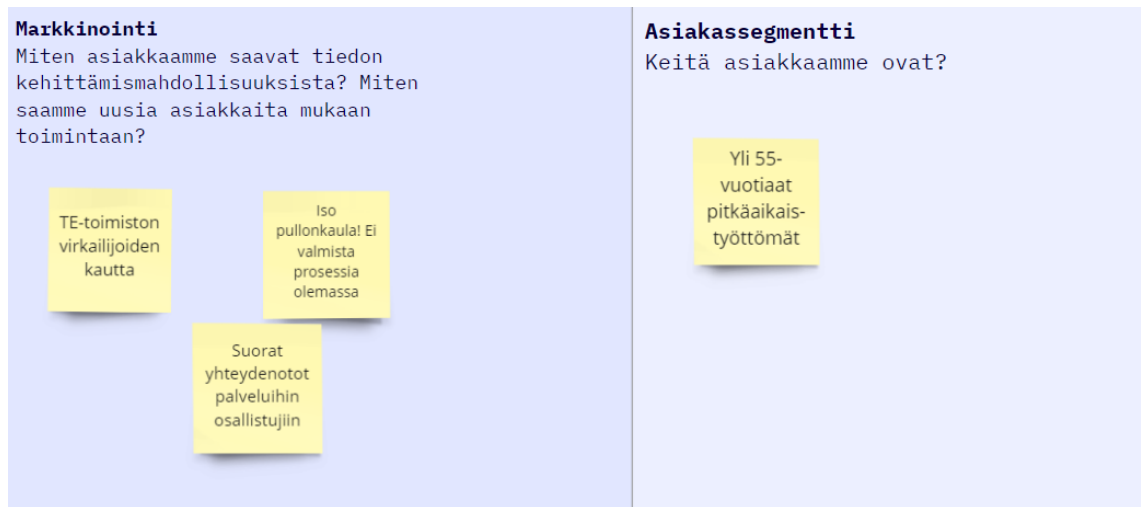 Markkinointi
Miten asiakkaamme saavat tiedon
kehittämismahdollisuuksista? Miten
saamme uusia asiakkaita mukaan
toimintaan?
TE-toimiston
virkailijoiden
kautta
Iso
pullonkaula! Ei
valmista
prosessia
olemassa
Suorat
yhteydenotot
palveluihin
osallistujiin
Asiakassegmentti
Keitä asiakkaamme ovat?
Yli 55-
vuotiaat
pitkäaikais-
työttömät